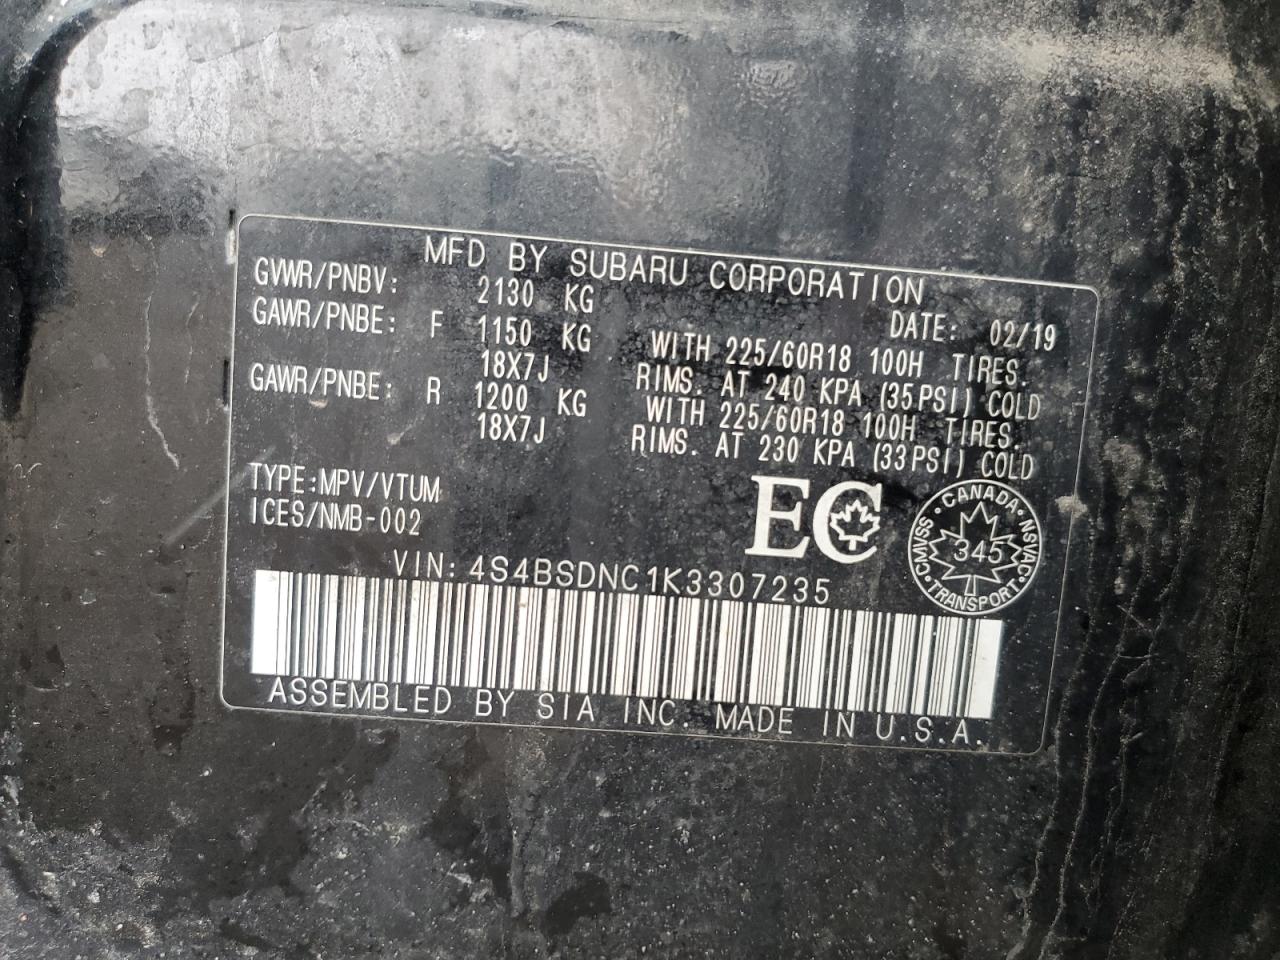 MFD BY SUBARU CORPORATION
GVWR/PNBV: 2130 KG DATE: 02/19
GAWR/PNBE: F 1150 KG WITH 225/60R18 100H TIRES.
18X7J RIMS. AT 240 KPA (35PSI) COLD
GAWR/PNBE: R 1200 KG WITH 225/60R18 100H TIRES.
18X7J RIMS. AT 230 KPA (33PSI) COLD
TYPE:MPV/VTUM
ICES/NMB-002
EC
CMVSS · CANADA · NSVAC · TRANSPORT ·
345
VIN: 4S4BSDNC1K3307235
ASSEMBLED BY SIA INC. MADE IN U.S.A.